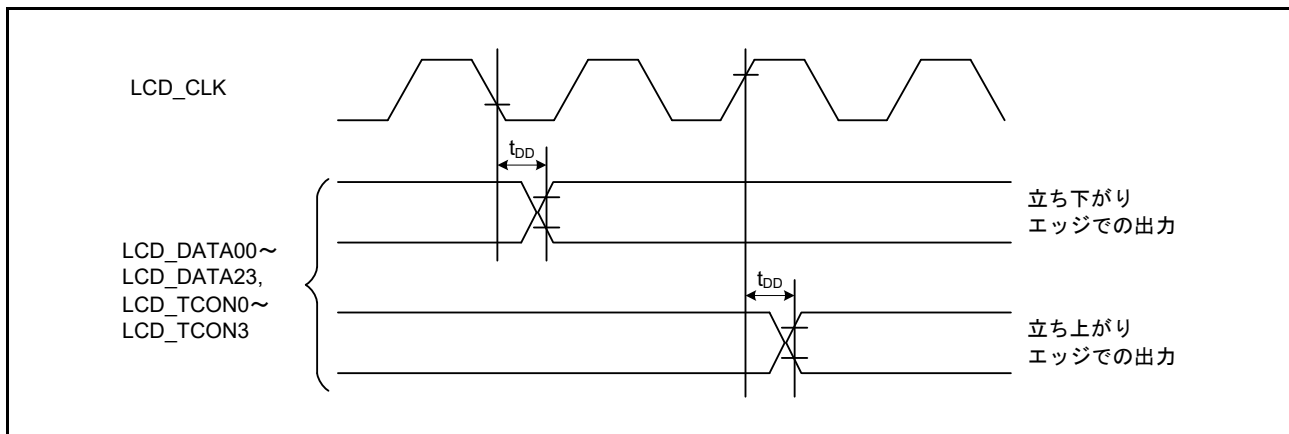 LCD_CLK
tDD
立ち下がり
エッジでの出力
LCD_DATA00～
LCD_DATA23,
LCD_TCON0～
LCD_TCON3
tDD
立ち上がり
エッジでの出力